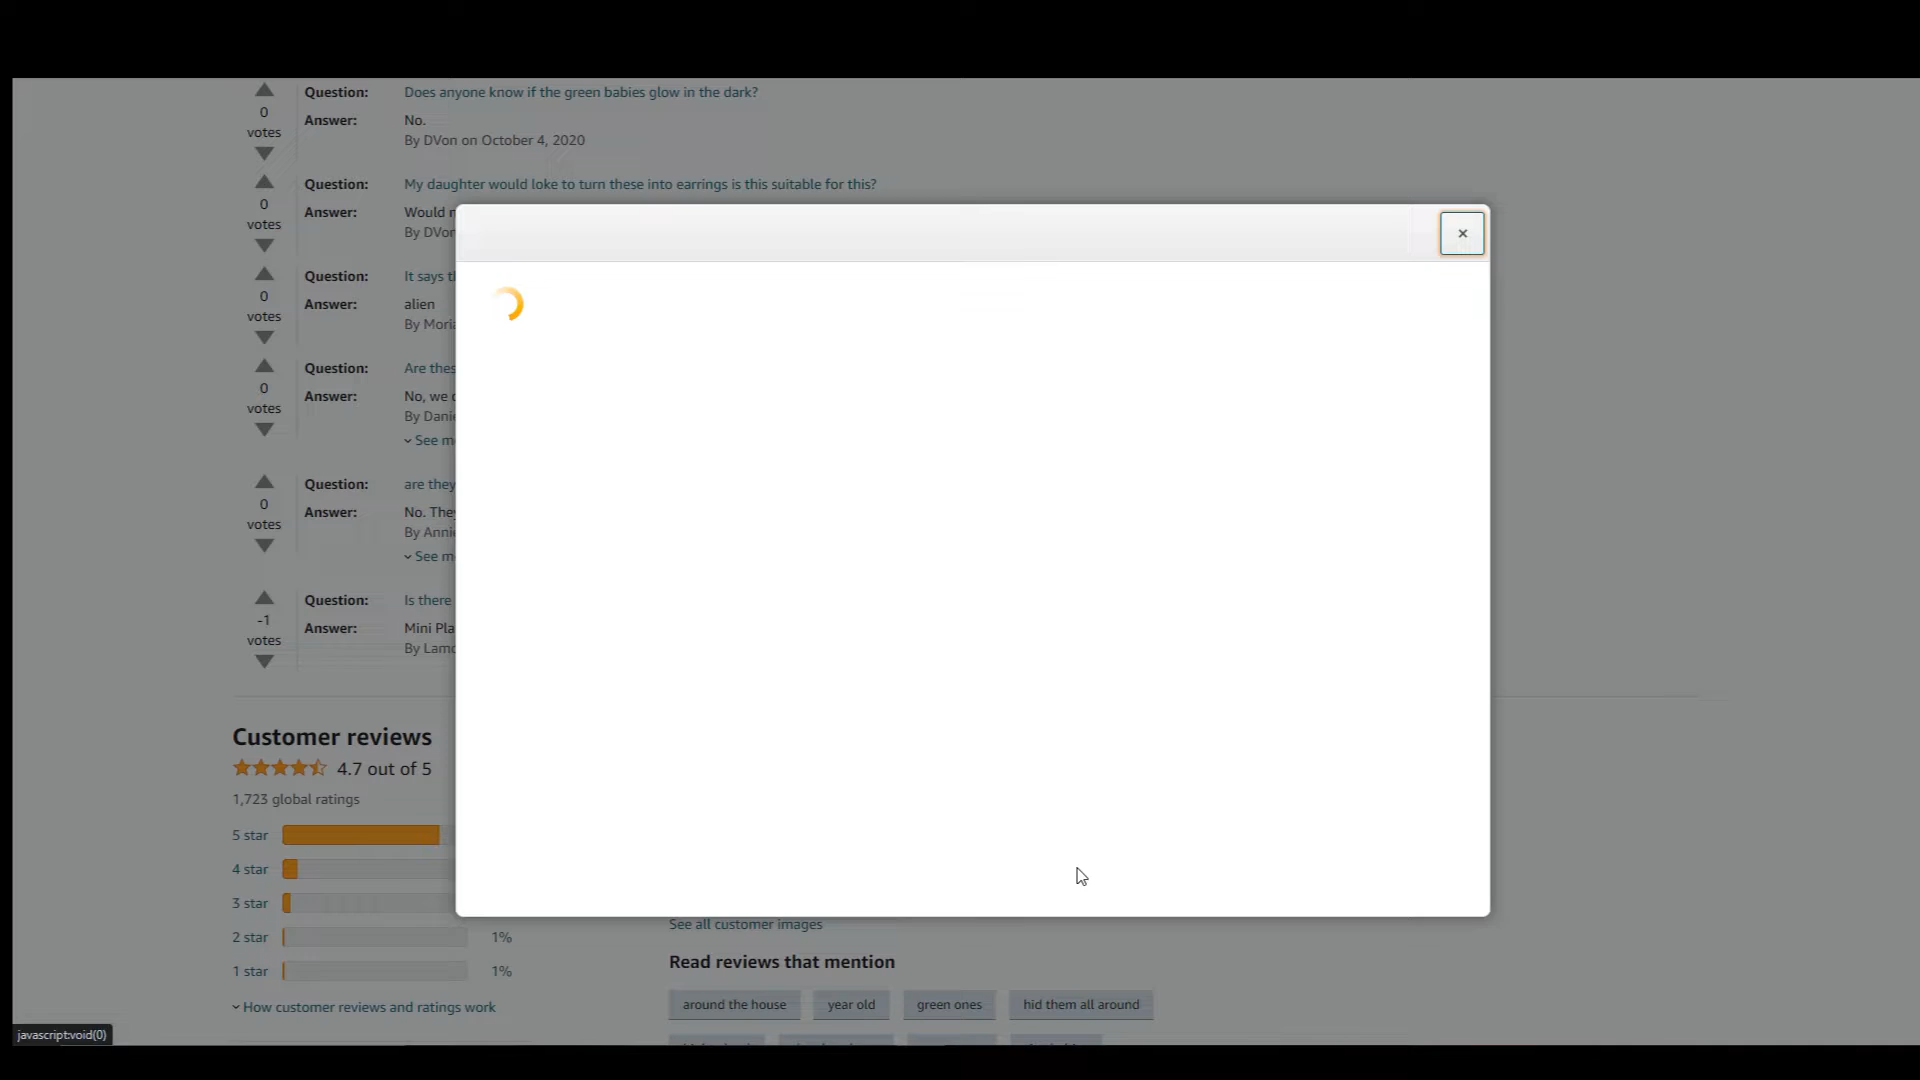 Question: Does anyone know if the green babies glow in the dark?
0
votes
Answer: No.
By DVon on October 4, 2020
Question: My daughter would loke to turn these into earrings is this suitable for this?
0
votes
Answer: Would
By DVon
Question: It says
0
votes
Answer: alien
By
Question: Are
0
votes
Answer: No, we
By
See
Question: are they
0
votes
Answer: No.
By
See
Question: Is there
-1
votes
Answer: Mini
By
Customer reviews
4.7 out of 5
1,723 global ratings
5 star
4 star
3 star
2 star 1%
1 star 1%
How customer reviews and ratings work
See all customer images
Read reviews that mention
around the house year old green ones hid them all around
javascript:void(0)